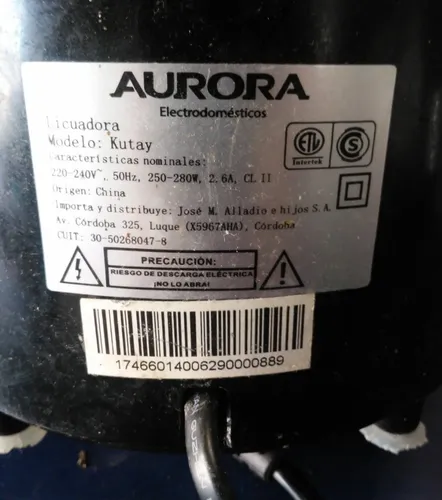 AURORA
Electrodomésticos
Licuadora
Modelo: Kutay
Características nominales:
220-240V~, 50Hz, 250-280W, 2.6A, CL II
Origen: China
Importa y distribuye: José M. Alladio e hijos S.A.
Av. Córdoba 325, Luque (X5967AHA), Córdoba
CUIT: 30-50268047-8
ETL
Intertek
S
PRECAUCIÓN:
RIESGO DE DESCARGA ELÉCTRICA
¡NO LO ABRA!
17466014006290000889